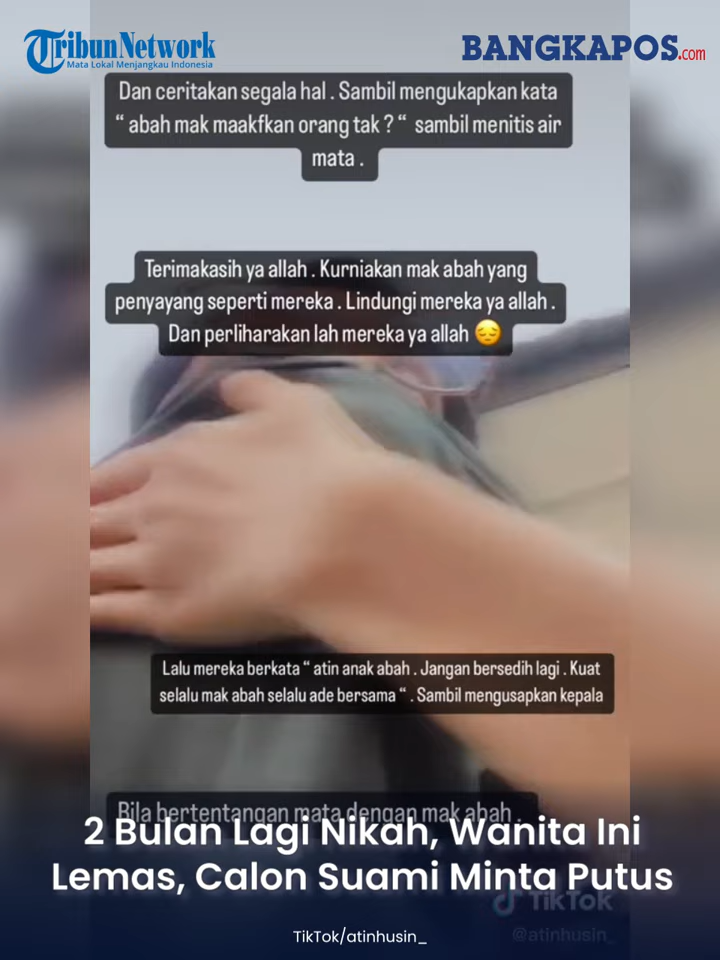 TribunNetwork
Mata Lokal Menjangkau Indonesia
BANGKAPOS.com
Dan ceritakan segala hal . Sambil mengukapkan kata
“ abah mak maakfkan orang tak ? “ sambil menitis air
mata .
Terimakasih ya allah . Kurniakan mak abah yang
penyayang seperti mereka . Lindungi mereka ya allah .
Dan perliharakan lah mereka ya allah 😔
Lalu mereka berkata “ atin anak abah . Jangan bersedih lagi . Kuat
selalu mak abah selalu ade bersama “ . Sambil mengusapkan kepala
Bila bertentangan mata dengan mak abah .
2 Bulan Lagi Nikah, Wanita Ini
Lemas, Calon Suami Minta Putus
TikTok
TikTok/atinhusin_
@atinhusin_